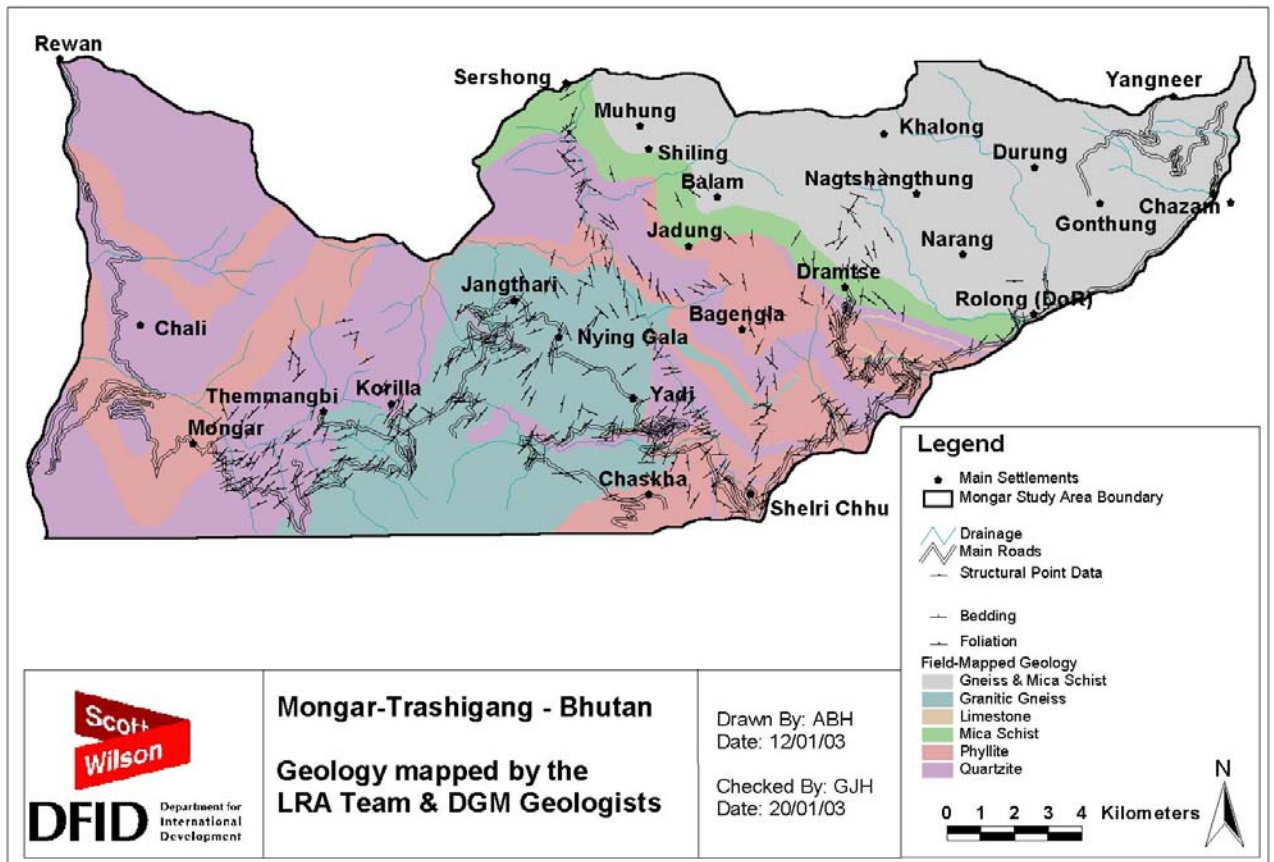 Rewan
Sershong
Yangneer
Muhung
Khalong
Shiling
Durung
Balam
Nagtshangthung
Gonthung
Chazam
Jadung
Narang
Dramtse
Jangthari
Rolong (DoR)
Bagengla
Chali
Nying Gala
Themmangbi
Korilla
Yadi
Mongar
Chaskha
Shelri Chhu
Legend
Main Settlements
Mongar Study Area Boundary
Drainage
Main Roads
Structural Point Data
Bedding
Foliation
Field-Mapped Geology
Gneiss & Mica Schist
Granitic Gneiss
Limestone
Mica Schist
Phyllite
Quartzite
N
0 1 2 3 4 Kilometers
Scott
Wilson
DFID
Department for
International
Development
Mongar-Trashigang - Bhutan
Geology mapped by the
LRA Team & DGM Geologists
Drawn By: ABH
Date: 12/01/03
Checked By: GJH
Date: 20/01/03